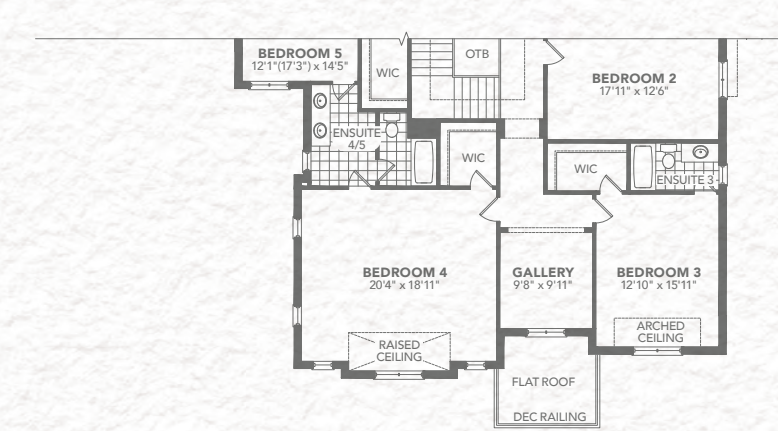 BEDROOM 5
12'1"(17'3") x 14'5"
WIC
OTB
BEDROOM 2
17'11" x 12'6"
ENSUITE
4/5
WIC
WIC
ENSUITE 3
BEDROOM 4
20'4" x 18'11"
GALLERY
9'8" x 9'11"
BEDROOM 3
12'10" x 15'11"
RAISED
CEILING
ARCHED
CEILING
FLAT ROOF
DEC RAILING